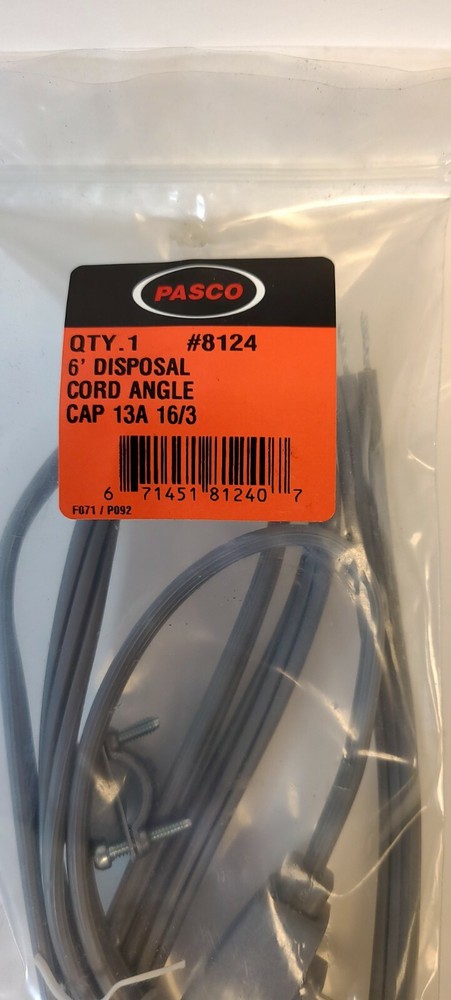 PASCO
QTY.1 #8124
6' DISPOSAL
CORD ANGLE
CAP 13A 16/3
6 71451 81240 7
F071 / P092